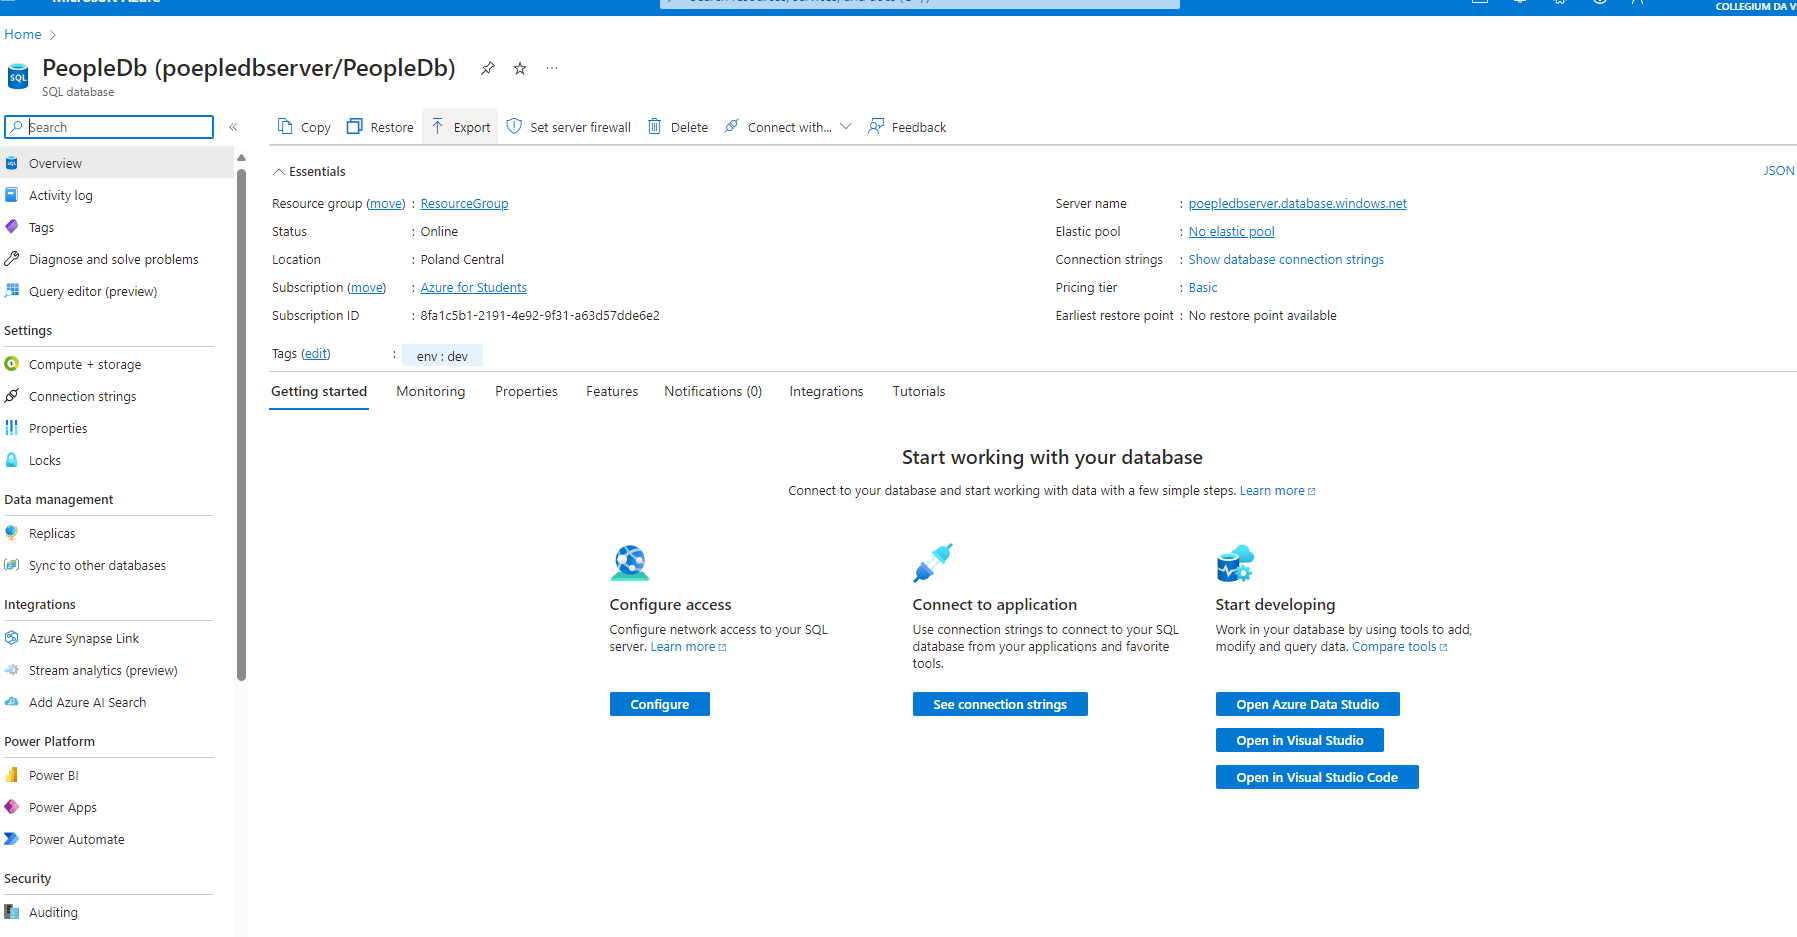 Microsoft Azure
COLLEGIUM DA V
Home
PeopleDb (poepledbserver/PeopleDb)
SQL database
Search
Copy
Restore
Export
Set server firewall
Delete
Connect with...
Feedback
Overview
Activity log
Tags
Diagnose and solve problems
Query editor (preview)
Settings
Compute + storage
Connection strings
Properties
Locks
Data management
Replicas
Sync to other databases
Integrations
Azure Synapse Link
Stream analytics (preview)
Add Azure AI Search
Power Platform
Power BI
Power Apps
Power Automate
Security
Auditing
Essentials
JSON
Resource group (move) : ResourceGroup
Status : Online
Location : Poland Central
Subscription (move) : Azure for Students
Subscription ID : 8fa1c5b1-2191-4e92-9f31-a63d57dde6e2
Tags (edit) : env : dev
Server name : poepledbserver.database.windows.net
Elastic pool : No elastic pool
Connection strings : Show database connection strings
Pricing tier : Basic
Earliest restore point : No restore point available
Getting started
Monitoring
Properties
Features
Notifications (0)
Integrations
Tutorials
Start working with your database
Connect to your database and start working with data with a few simple steps. Learn more
Configure access
Configure network access to your SQL
server. Learn more
Configure
Connect to application
Use connection strings to connect to your SQL
database from your applications and favorite
tools.
See connection strings
Start developing
Work in your database by using tools to add,
modify and query data. Compare tools
Open Azure Data Studio
Open in Visual Studio
Open in Visual Studio Code